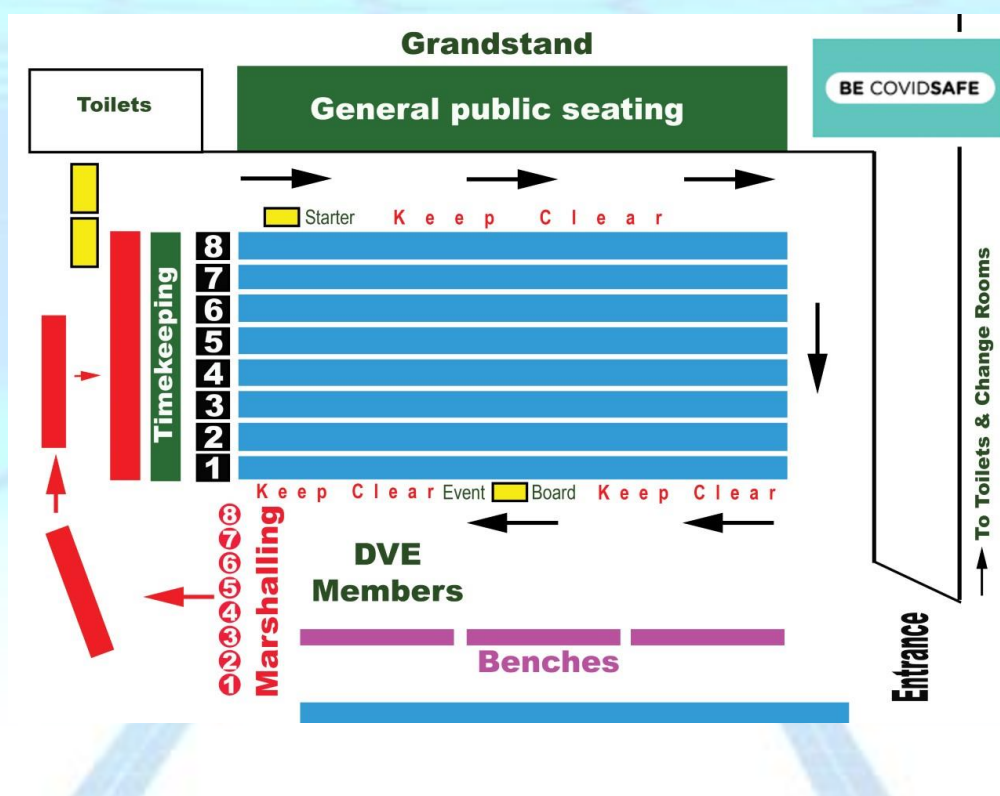 Grandstand
Toilets
General public seating
BE COVIDSAFE
Starter
Keep Clear
Timekeeping
8
7
6
5
4
3
2
1
Keep Clear
Event Board
Keep Clear
To Toilets & Change Rooms
8
7
6
5
4
3
2
1
Marshalling
DVE
Members
Benches
Entrance